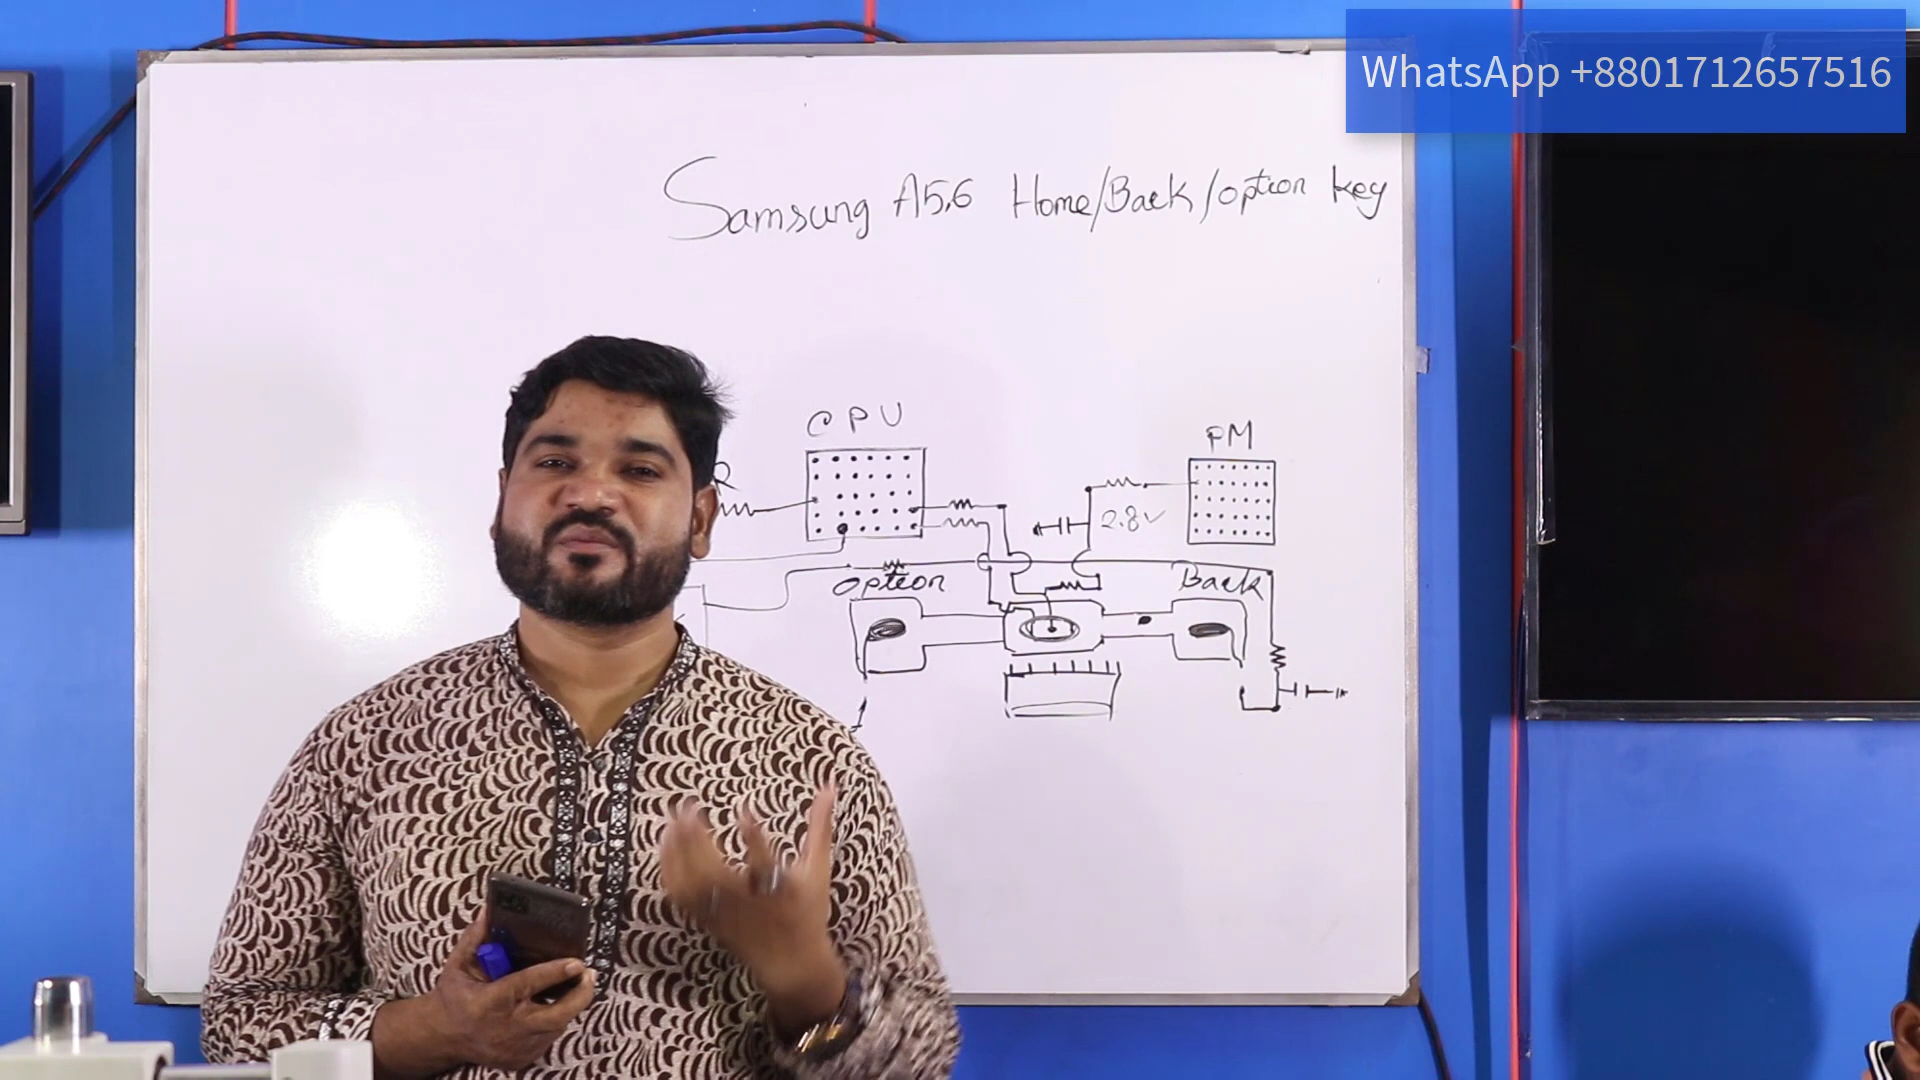 WhatsApp +8801712657516
Samsung A5,6 Home/Back/option key
CPU
PM
R
2.8v
option
Back